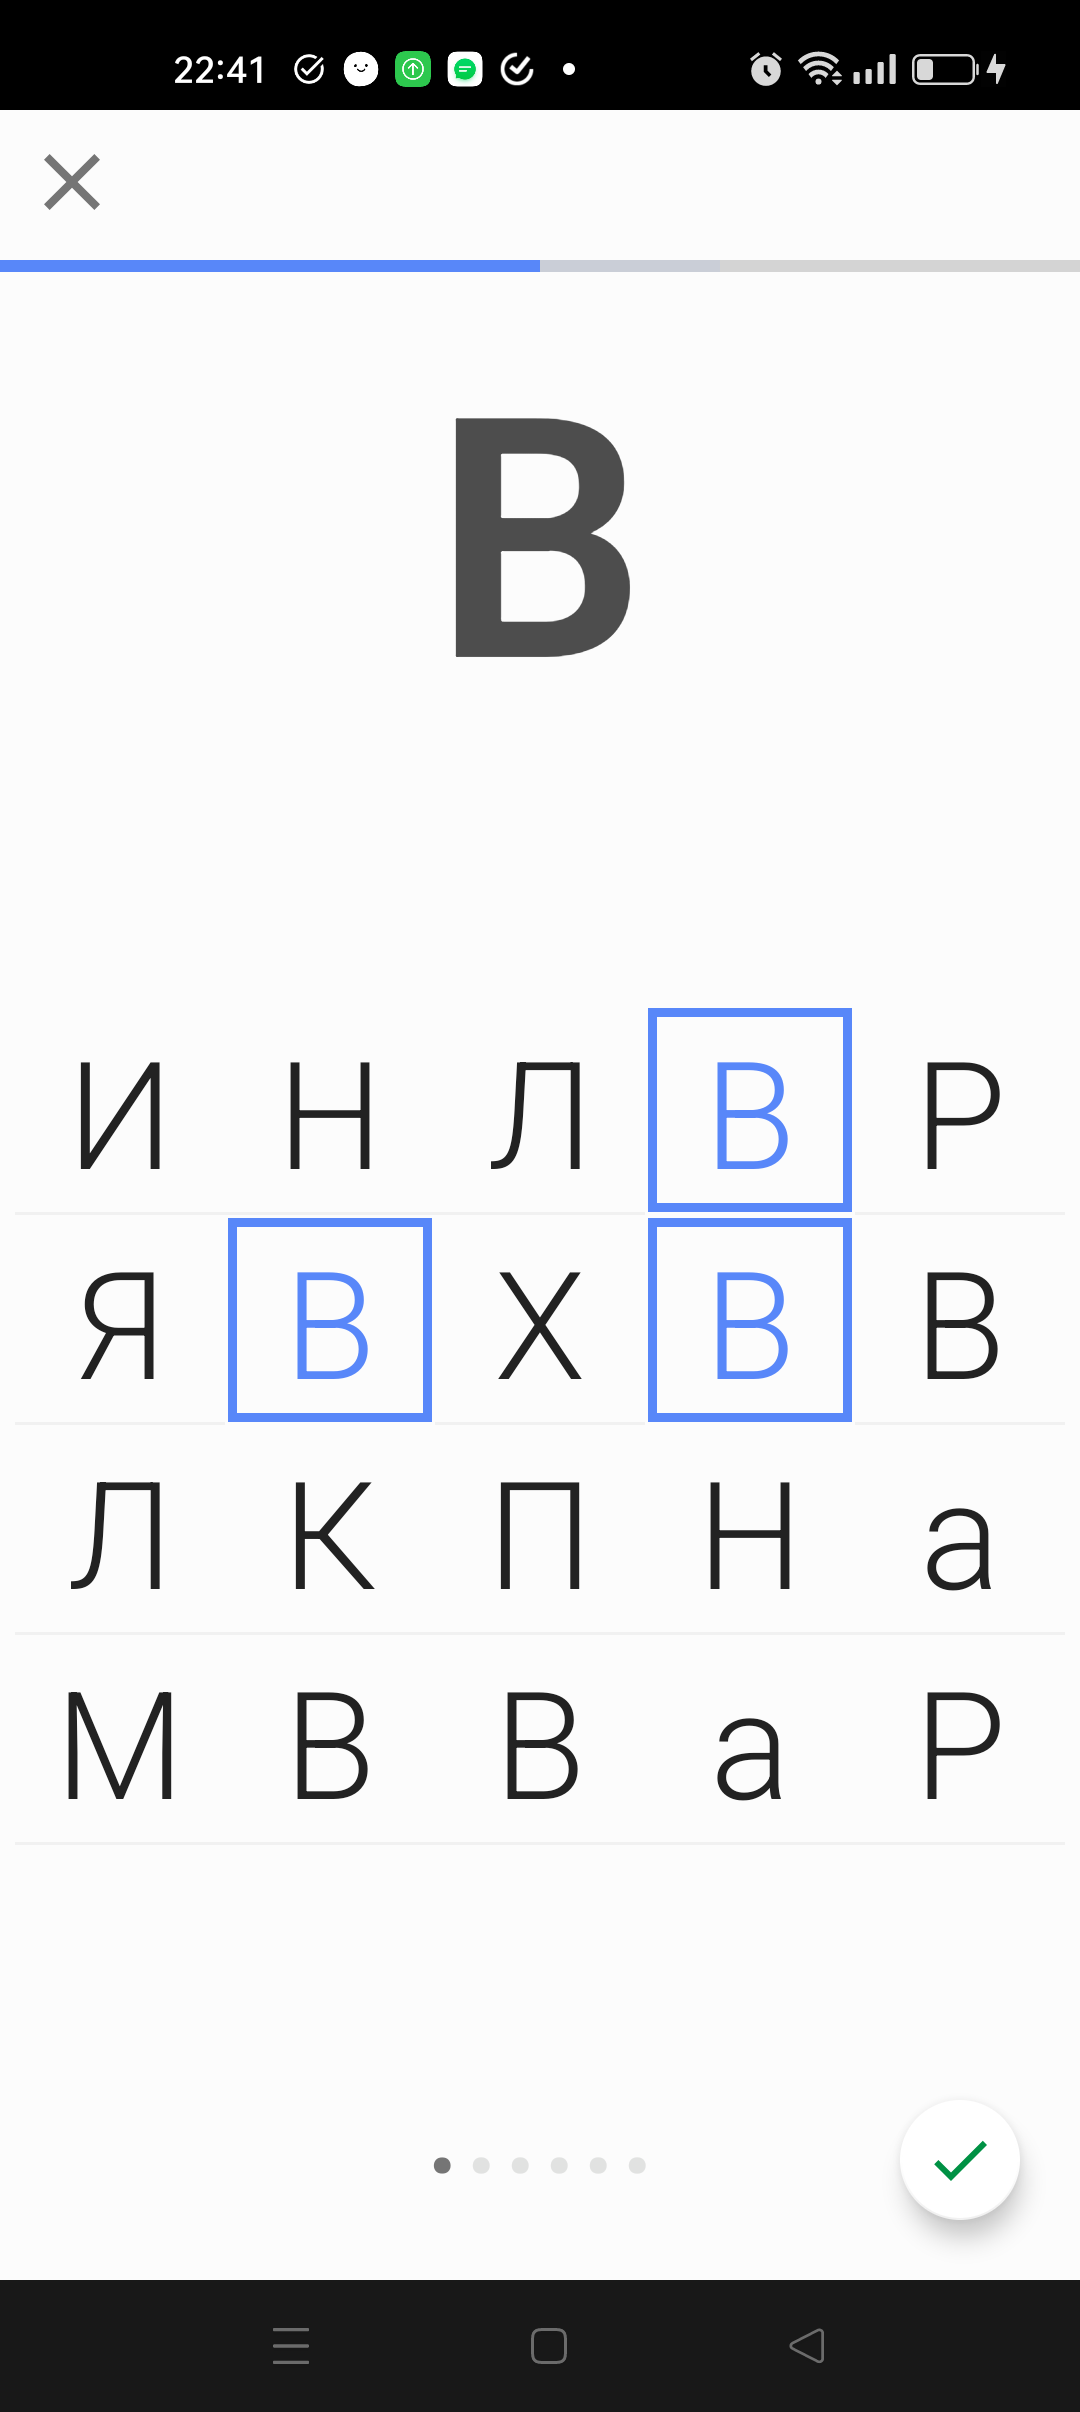 22:41
В
И Н Л В Р
Я В Х В В
Л К П Н а
М В В а Р